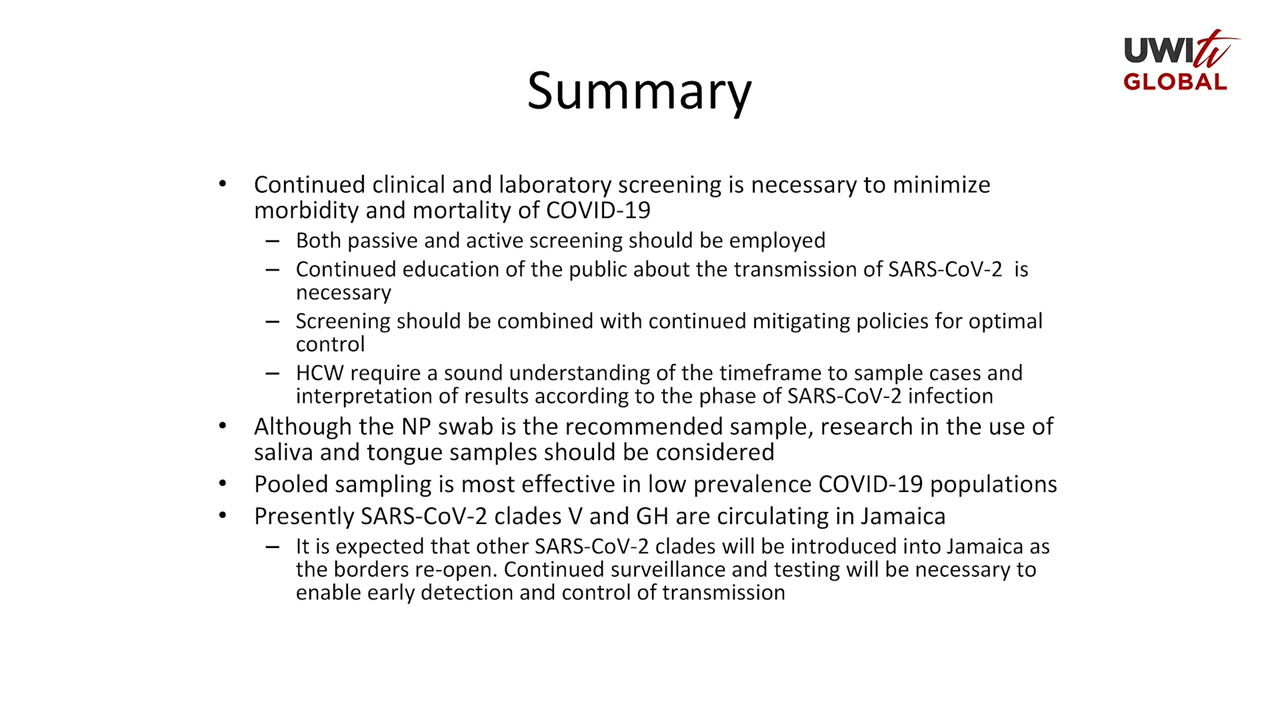 UWItv
GLOBAL
Summary
• Continued clinical and laboratory screening is necessary to minimize
morbidity and mortality of COVID-19
– Both passive and active screening should be employed
– Continued education of the public about the transmission of SARS-CoV-2  is
necessary
– Screening should be combined with continued mitigating policies for optimal
control
– HCW require a sound understanding of the timeframe to sample cases and
interpretation of results according to the phase of SARS-CoV-2 infection
• Although the NP swab is the recommended sample, research in the use of
saliva and tongue samples should be considered
• Pooled sampling is most effective in low prevalence COVID-19 populations
• Presently SARS-CoV-2 clades V and GH are circulating in Jamaica
– It is expected that other SARS-CoV-2 clades will be introduced into Jamaica as
the borders re-open. Continued surveillance and testing will be necessary to
enable early detection and control of transmission